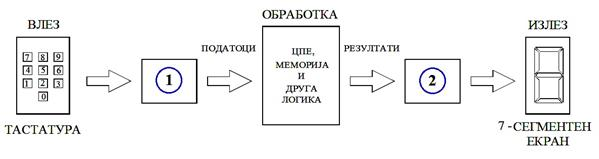 ВЛЕЗ
7 8 9
4 5 6
1 2 3
0
ТАСТАТУРА
1
ПОДАТОЦИ
ОБРАБОТКА
ЦПЕ,
МЕМОРИЈА
И
ДРУГА
ЛОГИКА
РЕЗУЛТАТИ
2
ИЗЛЕЗ
7 -СЕГМЕНТЕН
ЕКРАН